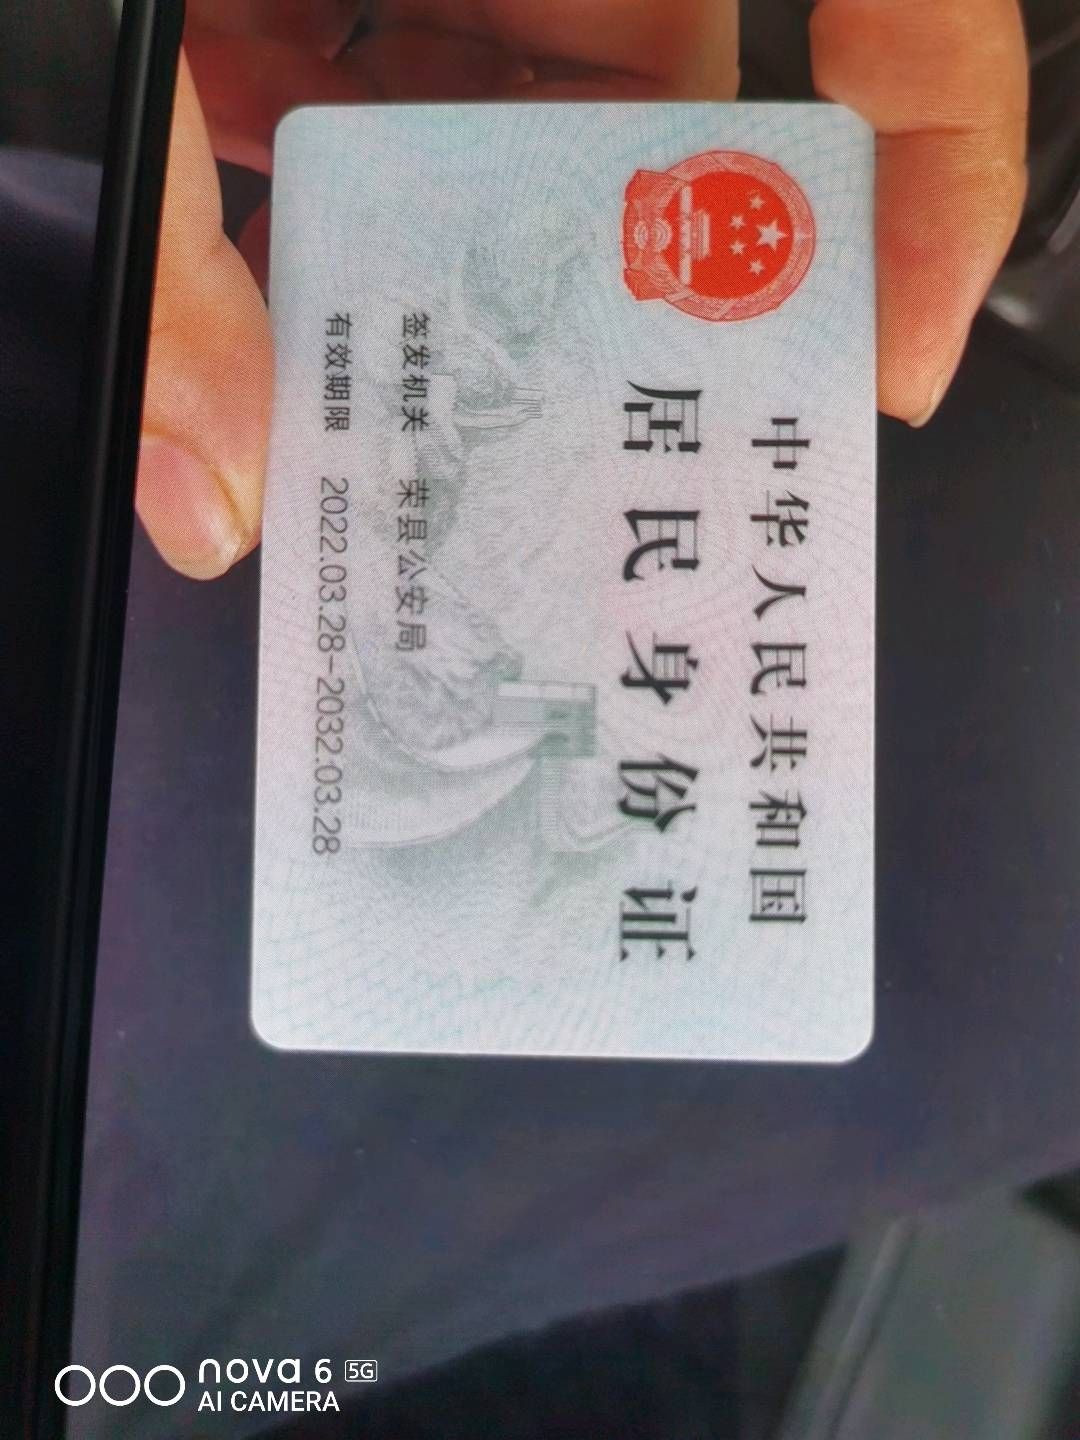 中华人民共和国
居民身份证
签发机关 荣县公安局
有效期限 2022.03.28-2032.03.28
nova 6 5G
AI CAMERA